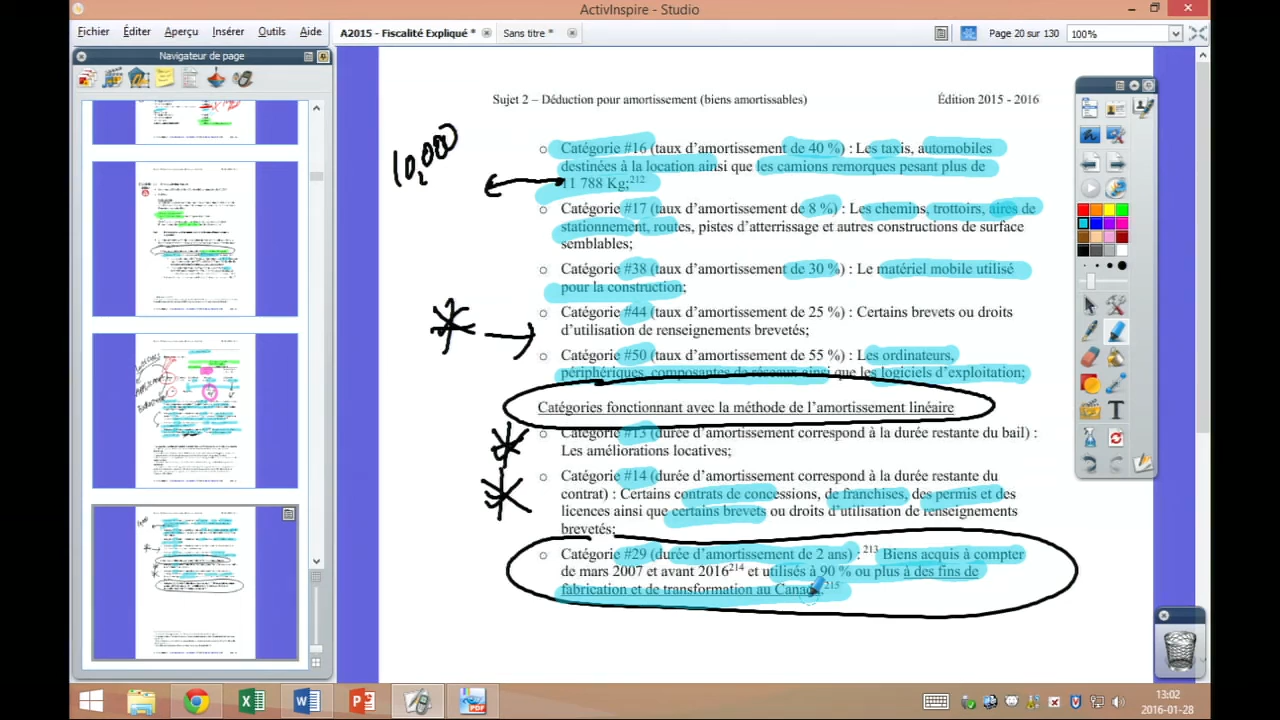 ActivInspire - Studio
Fichier Éditer Aperçu Insérer Outils Aide
A2015 - Fiscalité Expliqué *
Sans titre *
Page 20 sur 130
100%
Navigateur de page
Sujet 2 – Déduction pour amortissement (biens amortissables)
Édition 2015 - 2016
10,000
o Catégorie #16 (taux d’amortissement de 40 %) : Les taxis, automobiles
destinées à la location ainsi que les camions remorques pesant plus de
11 788 kg;212
o Catégorie #17 (taux d’amortissement de 8 %) : Les chemins, trottoirs, aires de
stationnement, pistes d’atterrissage et autres constructions de surface
semblables;
o Catégorie (taux d’amortissement de 30 %) : Le matériel mobile utilisé
pour la construction;
o Catégorie #44 (taux d’amortissement de 25 %) : Certains brevets ou droits
d’utilisation de renseignements brevetés;
o Catégorie #50 (taux d’amortissement de 55 %) : Les ordinateurs,
périphériques, composantes de réseaux ainsi que les logiciels d’exploitation;
Catégories fonctionnant avec la méthode de l’amortissement linéaire
o Catégorie #13 (durée d’amortissement correspond à la durée restante du bail) :
Les améliorations locatives;
o Catégorie #14 (durée d’amortissement correspond à la durée restante du
contrat) : Certains contrats de concessions, de franchises, des permis et des
licences ainsi que certains brevets ou droits d’utilisation de renseignements
brevetés
o Catégorie #29 (durée d’amortissement de 2 ans) : 213 acquis à compter
de mars 2007 et avant 2016214 et utilisés à 90 % ou plus à des fins de
fabrication et de transformation au Canada.215
13:02
2016-01-28